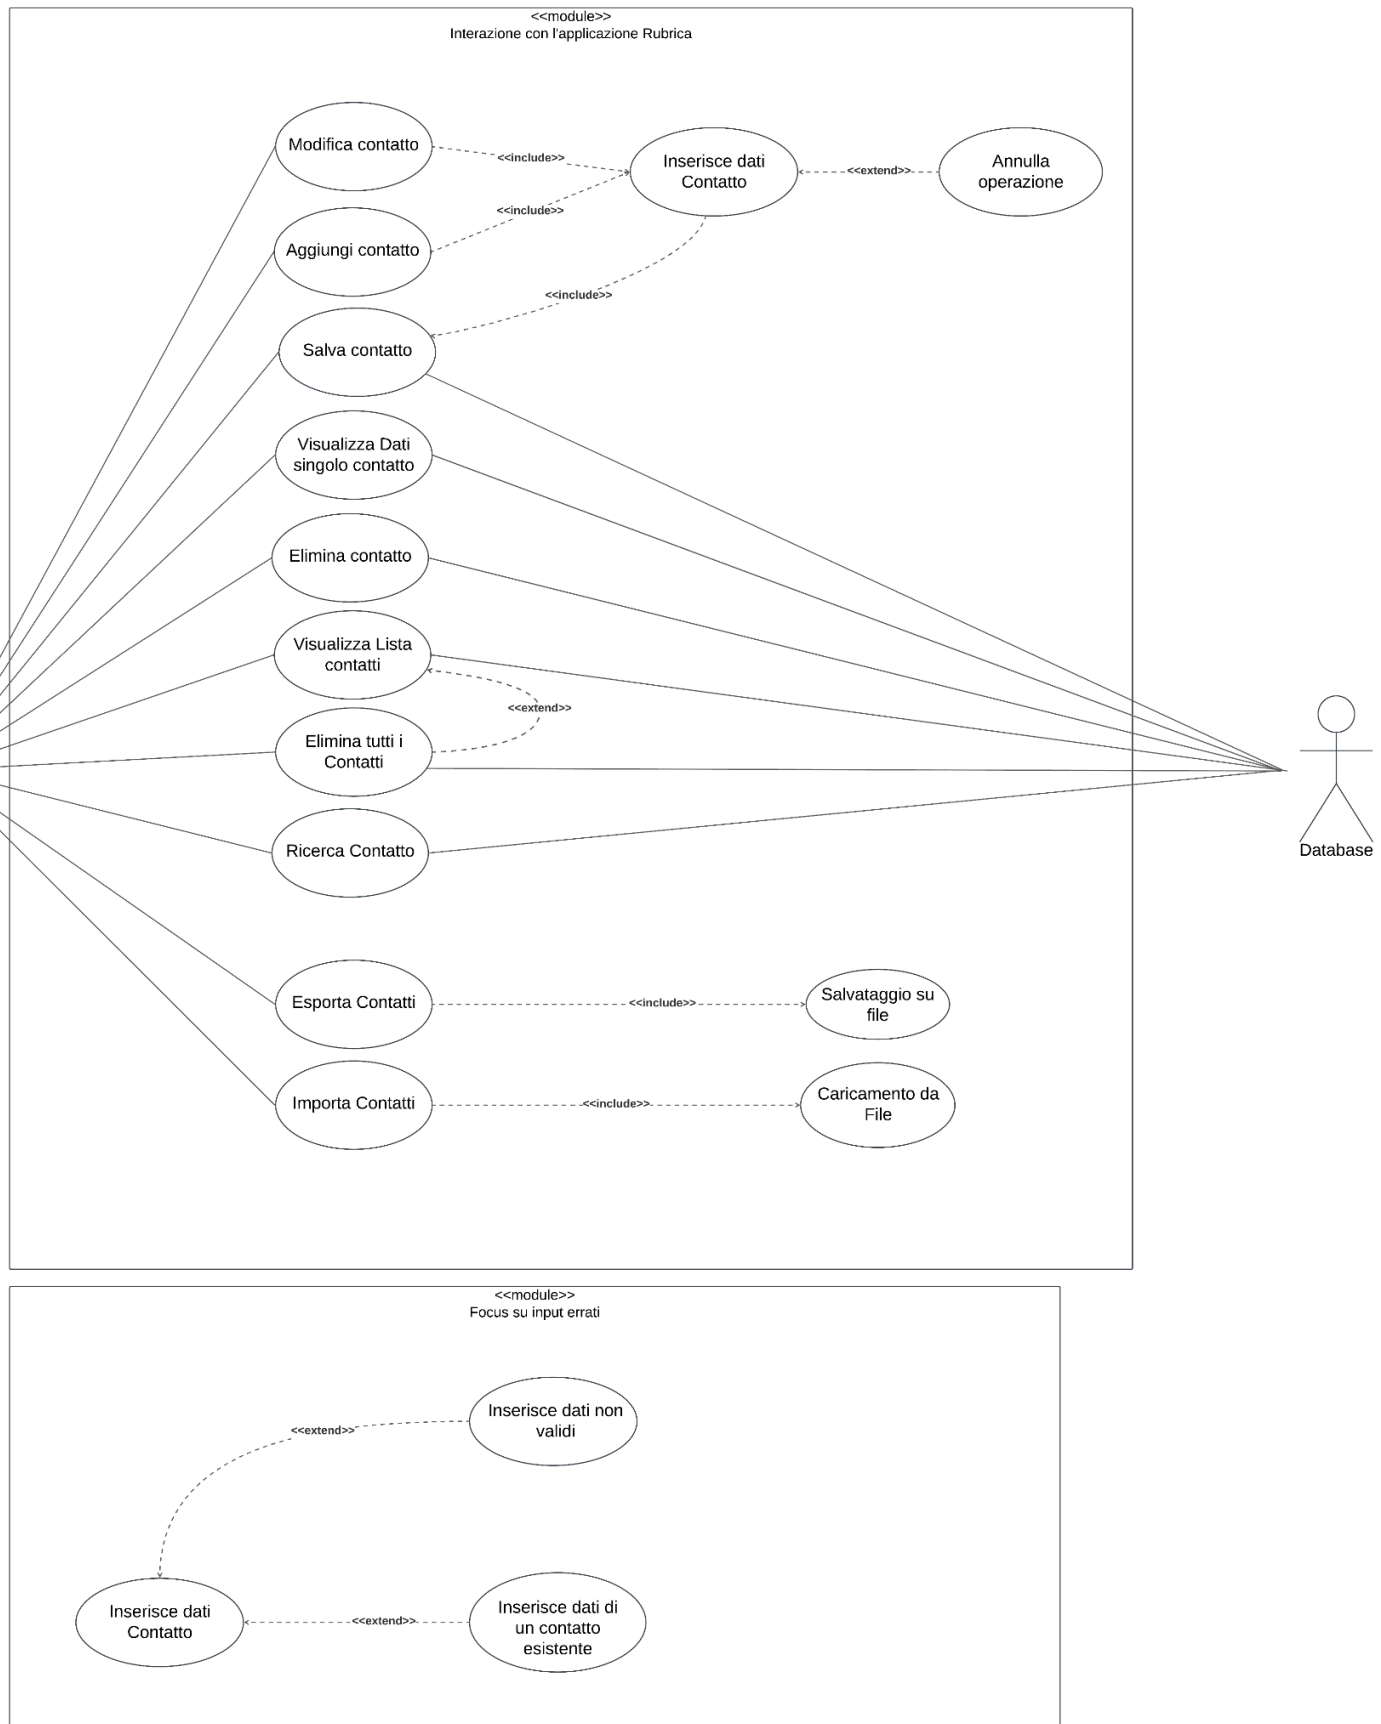 <<module>>
Interazione con l'applicazione Rubrica
Modifica contatto
<<include>>
Inserisce dati
Contatto
<<extend>>
Annulla
operazione
<<include>>
Aggiungi contatto
<<include>>
Salva contatto
Visualizza Dati
singolo contatto
Elimina contatto
Visualizza Lista
contatti
<<extend>>
Elimina tutti i
Contatti
Ricerca Contatto
Database
Esporta Contatti
<<include>>
Salvataggio su
file
Importa Contatti
<<include>>
Caricamento da
File
<<module>>
Focus su input errati
Inserisce dati non
validi
<<extend>>
Inserisce dati
Contatto
<<extend>>
Inserisce dati di
un contatto
esistente